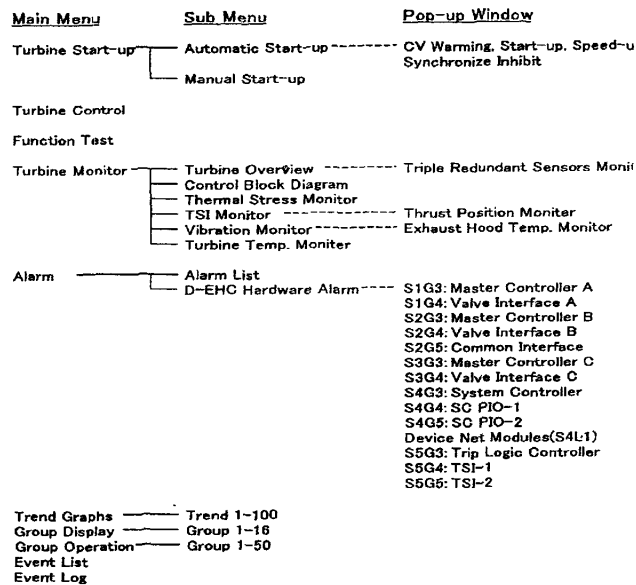 Main Menu Sub Menu Pop-up Window
Turbine Start-up Automatic Start-up CV Warming, Start-up, Speed-u
Synchronize Inhibit
Manual Start-up
Turbine Control
Function Test
Turbine Monitor Turbine Overview Triple Redundant Sensors Moni
Control Block Diagram
Thermal Stress Monitor
TSI Monitor Thrust Position Moniter
Vibration Monitor Exhaust Hood Temp. Monitor
Turbine Temp. Moniter
Alarm Alarm List
D-EHC Hardware Alarm S1G3: Master Controller A
S1G4: Valve Interface A
S2G3: Master Controller B
S2G4: Valve Interface B
S2G5: Common Interface
S3G3: Master Controller C
S3G4: Valve Interface C
S4G3: System Controller
S4G4: SC PIO-1
S4G5: SC PIO-2
Device Net Modules(S4L1)
S5G3: Trip Logic Controller
S5G4: TSI-1
S5G5: TSI-2
Trend Graphs Trend 1-100
Group Display Group 1-16
Group Operation Group 1-50
Event List
Event Log